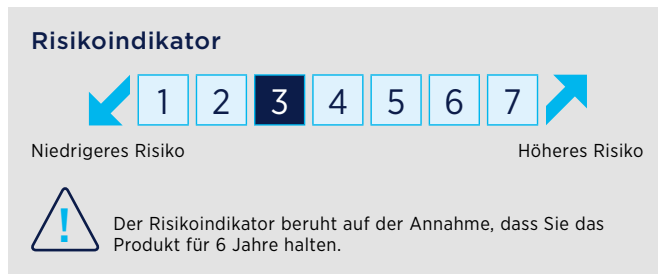 Risikoindikator
1 2 3 4 5 6 7
Niedrigeres Risiko Höheres Risiko
! Der Risikoindikator beruht auf der Annahme, dass Sie das
Produkt für 6 Jahre halten.